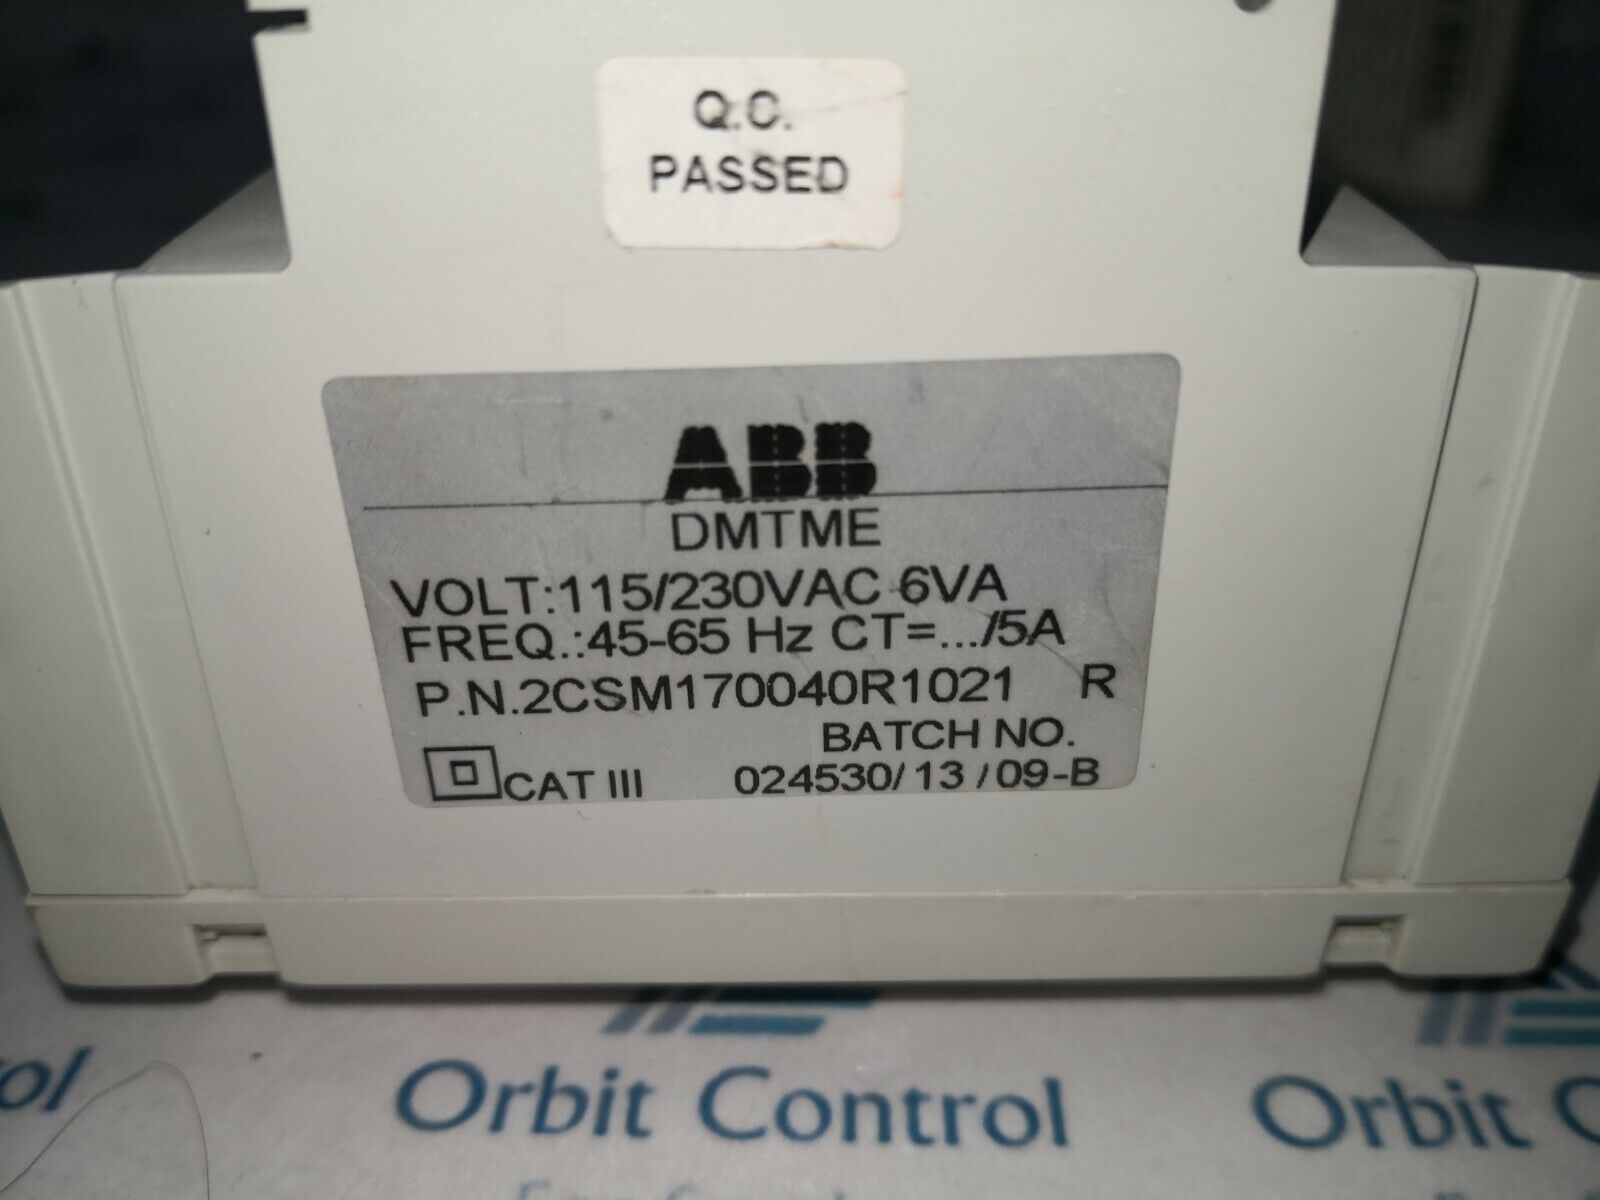 Q.C.
PASSED
ABB
DMTME
VOLT:115/230VAC 6VA
FREQ.:45-65 Hz CT=.../5A
P.N.2CSM170040R1021 R
BATCH NO.
CAT III 024530/13/09-B
Orbit Control
Orbit